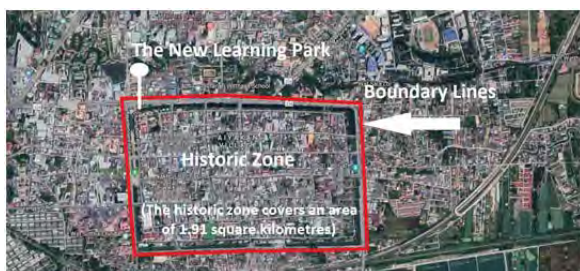 The New Learning Park
Boundary Lines
Historic Zone
(The historic zone covers an area
of 1.91 square kilometres)